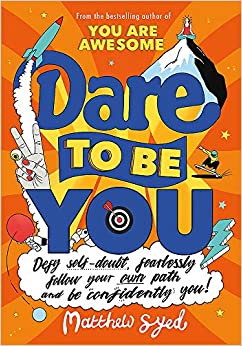 From the bestselling author of
YOU ARE
AWESOME
Dare
TO BE
YOU
Defy self-doubt, fearlessly
follow your own path
and be confidently you!
Matthew Syed